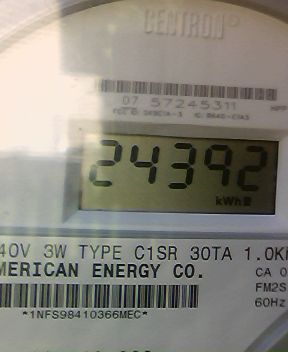 CENTRON®
07 57245311
24392
kWh
40V 3W TYPE C1SR 30TA 1.0K
MERICAN ENERGY CO.
CA 0
FM2S
60Hz
*1NFS98410366MEC*